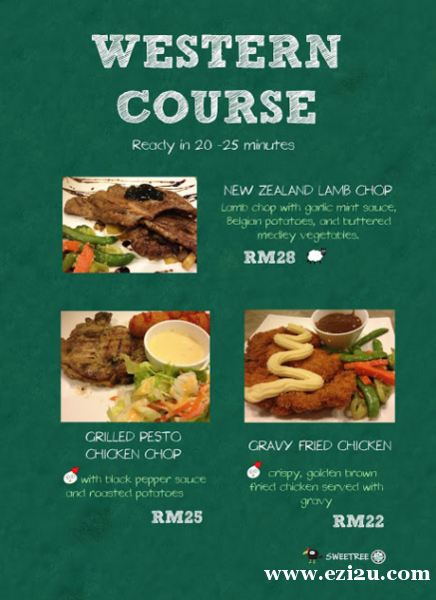 WESTERN
COURSE
Ready in 20 -25 minutes
NEW ZEALAND LAMB CHOP
Lamb chop with garlic mint sauce,
Belgian potatoes, and buttered
medley vegetables.
RM28
GRILLED PESTO
CHICKEN CHOP
with black pepper sauce
and roasted potatoes
RM25
GRAVY FRIED CHICKEN
crispy, golden brown
fried chicken served with
gravy
RM22
SWEETREE
www.ezi2u.com